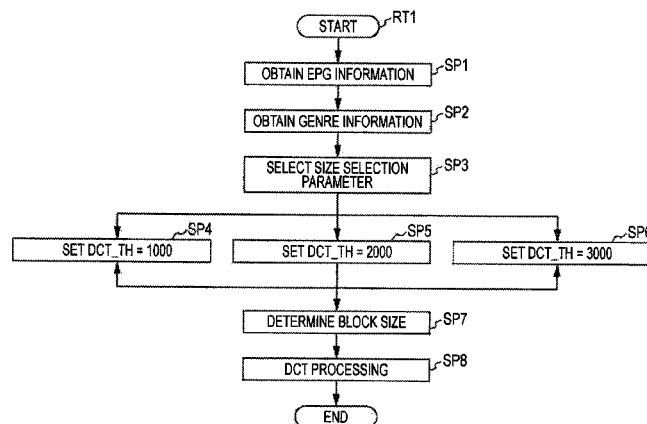 START
RT1
OBTAIN EPG INFORMATION
SP1
OBTAIN GENRE INFORMATION
SP2
SELECT SIZE SELECTION
PARAMETER
SP3
SP4
SET DCT_TH = 1000
SP5
SET DCT_TH = 2000
SP6
SET DCT_TH = 3000
DETERMINE BLOCK SIZE
SP7
DCT PROCESSING
SP8
END